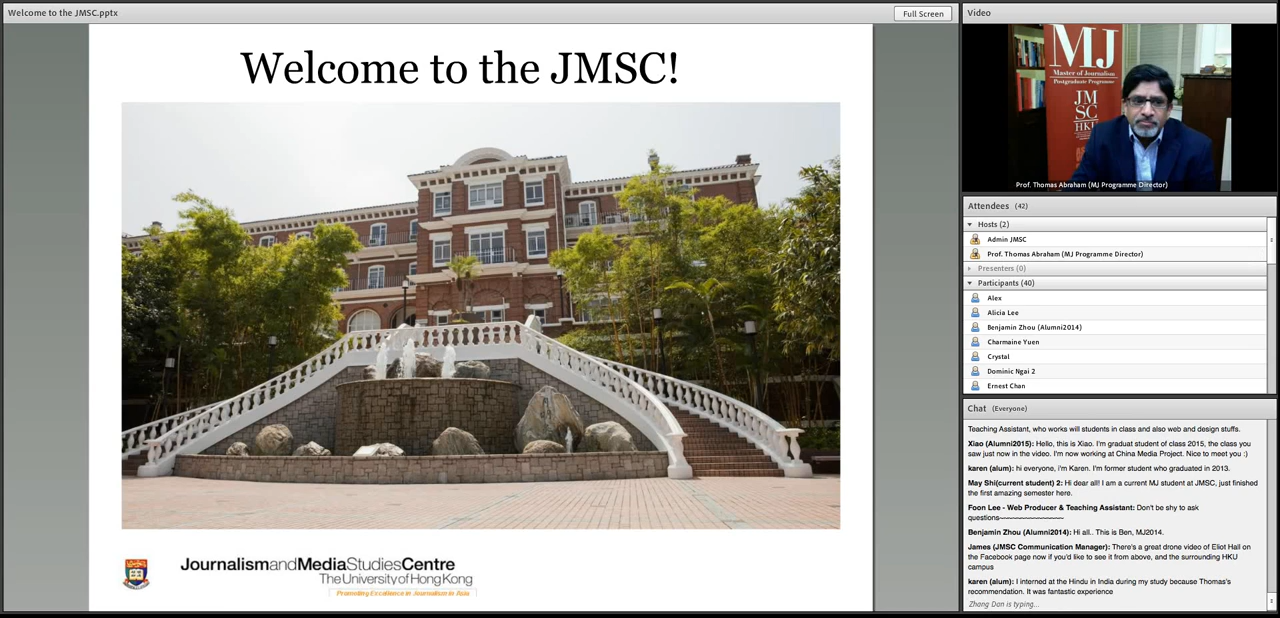 Welcome to the JMSC.pptx
Full Screen
Welcome to the JMSC!
JournalismandMediaStudiesCentre
The University of Hong Kong
Promoting Excellence in Journalism in Asia
Video
MJ
Master of Journalism
Postgraduate Programme
JM
SC
HKU
Prof. Thomas Abraham (MJ Programme Director)
Attendees (42)
Hosts (2)
Admin JMSC
Prof. Thomas Abraham (MJ Programme Director)
Presenters (0)
Participants (40)
Alex
Alicia Lee
Benjamin Zhou (Alumni2014)
Charmaine Yuen
Crystal
Dominic Ngai 2
Ernest Chan
Chat (Everyone)
Teaching Assistant, who works will students in class and also web and design stuffs.
Xiao (Alumni2015): Hello, this is Xiao. I'm graduat student of class 2015, the class you
saw just now in the video. I'm now working at China Media Project. Nice to meet you :)
karen (alum): hi everyone, i'm Karen. I'm former student who graduated in 2013.
May Shi(current student) 2: Hi dear all! I am a current MJ student at JMSC, just finished
the first amazing semester here.
Foon Lee - Web Producer & Teaching Assistant: Don't be shy to ask
questions~~~~~~~~~~~~~~
Benjamin Zhou (Alumni2014): Hi all.. This is Ben, MJ2014.
James (JMSC Communication Manager): There's a great drone video of Eliot Hall on
the Facebook page now if you'd like to see it from above, and the surrounding HKU
campus
karen (alum): I interned at the Hindu in India during my study because Thomas's
recommendation. It was fantastic experience
Zhang Dan is typing...